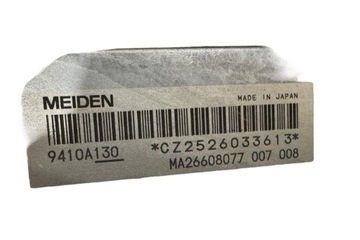 MEIDEN MADE IN JAPAN
9410A130 *CZ2526033613*
MA26608077 007 008